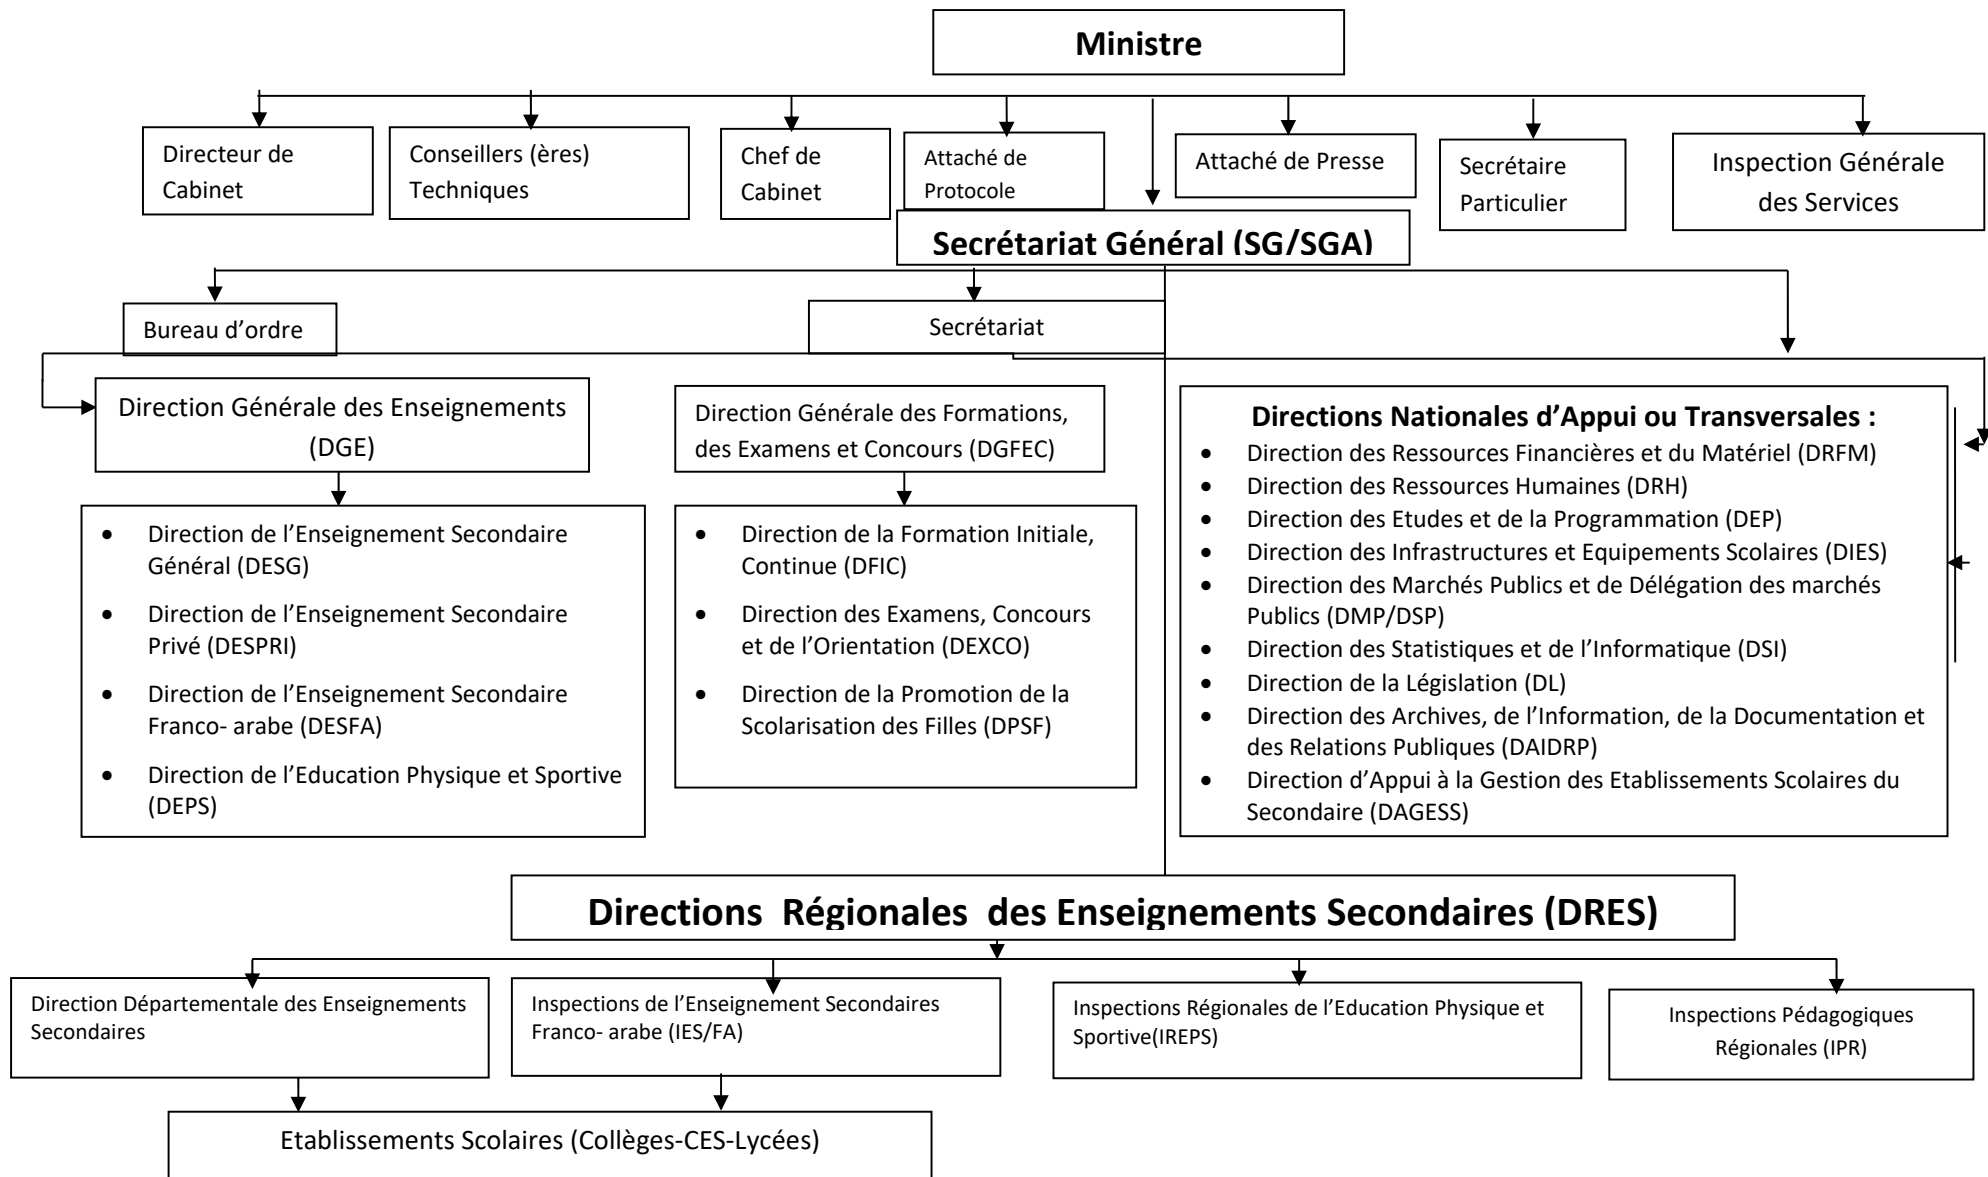 Ministre
Directeur de
Cabinet
Conseillers (ères)
Techniques
Chef de
Cabinet
Attaché de
Protocole
Attaché de Presse
Secrétaire
Particulier
Inspection Générale
des Services
Secrétariat Général (SG/SGA)
Bureau d’ordre
Secrétariat
Direction Générale des Enseignements
(DGE)
Direction Générale des Formations,
des Examens et Concours (DGFEC)
• Direction de l’Enseignement Secondaire
Général (DESG)
• Direction de l’Enseignement Secondaire
Privé (DESPRI)
• Direction de l’Enseignement Secondaire
Franco- arabe (DESFA)
• Direction de l’Education Physique et Sportive
(DEPS)
• Direction de la Formation Initiale,
Continue (DFIC)
• Direction des Examens, Concours
et de l’Orientation (DEXCO)
• Direction de la Promotion de la
Scolarisation des Filles (DPSF)
Directions Nationales d’Appui ou Transversales :
• Direction des Ressources Financières et du Matériel (DRFM)
• Direction des Ressources Humaines (DRH)
• Direction des Etudes et de la Programmation (DEP)
• Direction des Infrastructures et Equipements Scolaires (DIES)
• Direction des Marchés Publics et de Délégation des marchés
Publics (DMP/DSP)
• Direction des Statistiques et de l’Informatique (DSI)
• Direction de la Législation (DL)
• Direction des Archives, de l’Information, de la Documentation et
des Relations Publiques (DAIDRP)
• Direction d’Appui à la Gestion des Etablissements Scolaires du
Secondaire (DAGESS)
Directions Régionales des Enseignements Secondaires (DRES)
Direction Départementale des Enseignements
Secondaires
Inspections de l’Enseignement Secondaires
Franco- arabe (IES/FA)
Inspections Régionales de l’Education Physique et
Sportive(IREPS)
Inspections Pédagogiques
Régionales (IPR)
Etablissements Scolaires (Collèges-CES-Lycées)